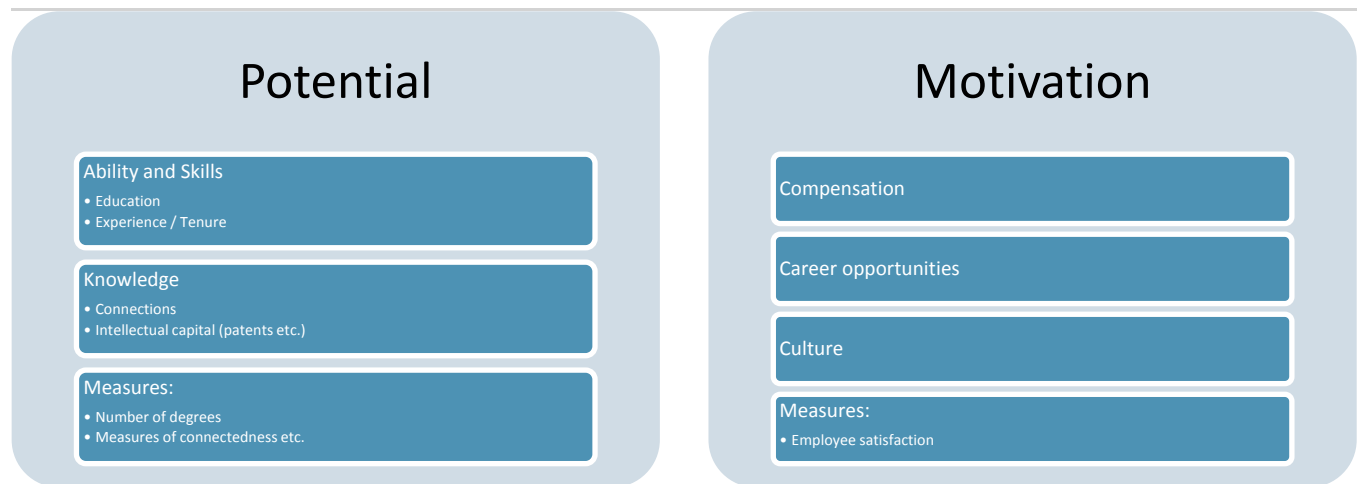 Potential
Ability and Skills
• Education
• Experience / Tenure
Knowledge
• Connections
• Intellectual capital (patents etc.)
Measures:
• Number of degrees
• Measures of connectedness etc.
Motivation
Compensation
Career opportunities
Culture
Measures:
• Employee satisfaction